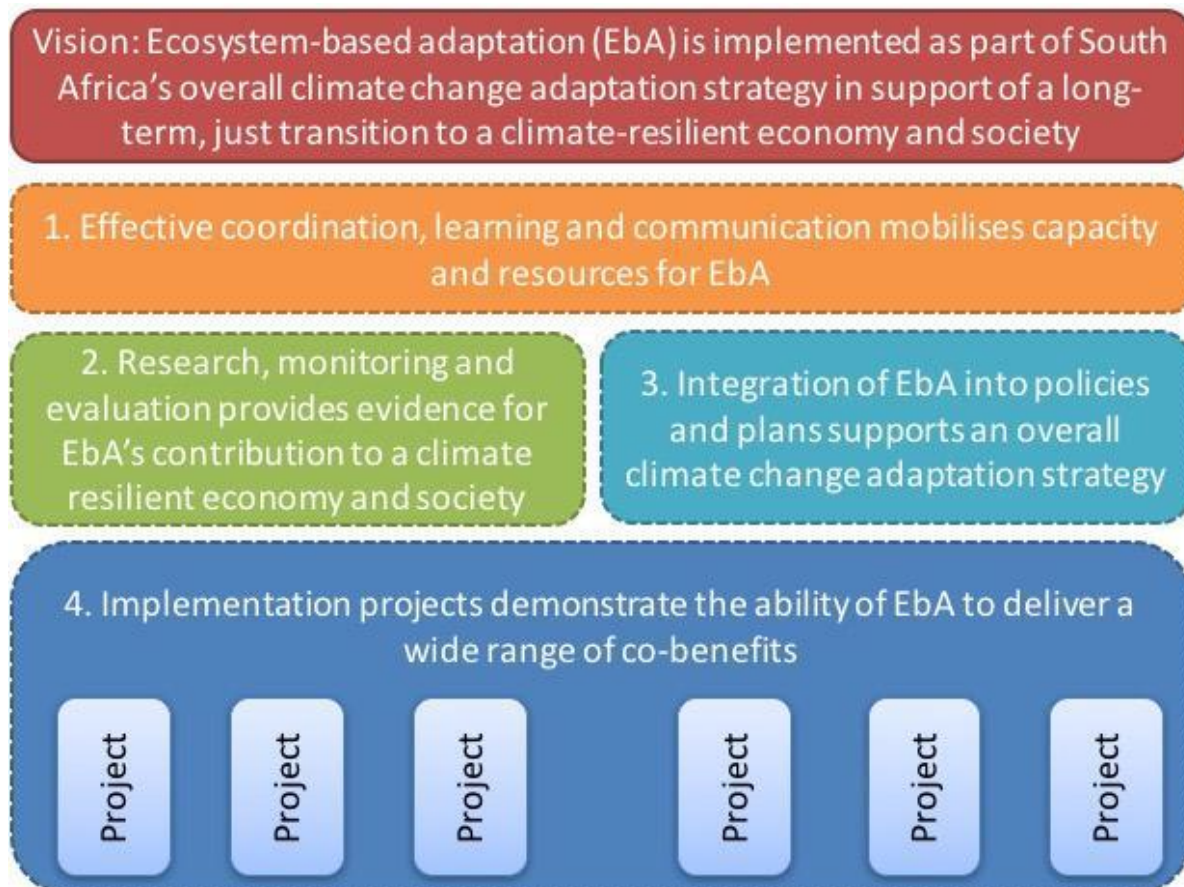 Vision: Ecosystem-based adaptation (EbA) is implemented as part of South
Africa’s overall climate change adaptation strategy in support of a long-
term, just transition to a climate-resilient economy and society
1. Effective coordination, learning and communication mobilises capacity
and resources for EbA
2. Research, monitoring and
evaluation provides evidence for
EbA’s contribution to a climate
resilient economy and society
3. Integration of EbA into policies
and plans supports an overall
climate change adaptation strategy
4. Implementation projects demonstrate the ability of EbA to deliver a
wide range of co-benefits
Project
Project
Project
Project
Project
Project